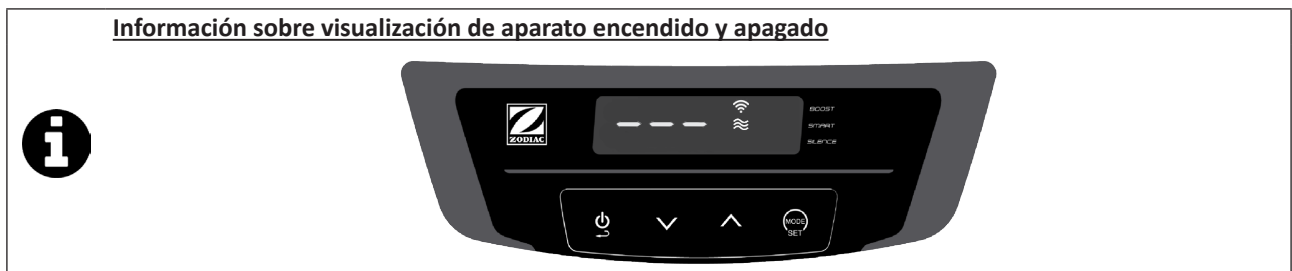 Información sobre visualización de aparato encendido y apagado
ZODIAC
BOOST
SMART
SILENCE
MODE
SET